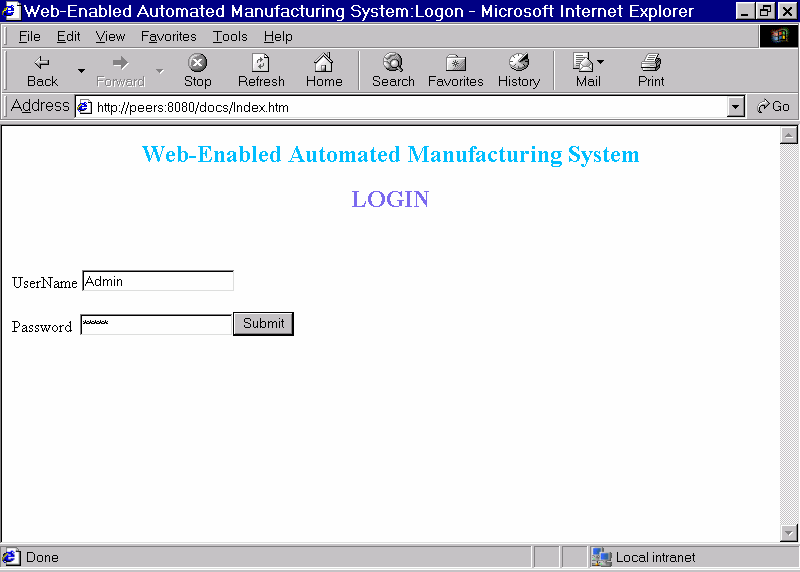 Web-Enabled Automated Manufacturing System:Logon - Microsoft Internet Explorer
File Edit View Favorites Tools Help
Back Forward Stop Refresh Home Search Favorites History Mail Print
Address http://peers:8080/docs/Index.htm Go
Web-Enabled Automated Manufacturing System
LOGIN
UserName Admin
Password ***** Submit
Done Local intranet